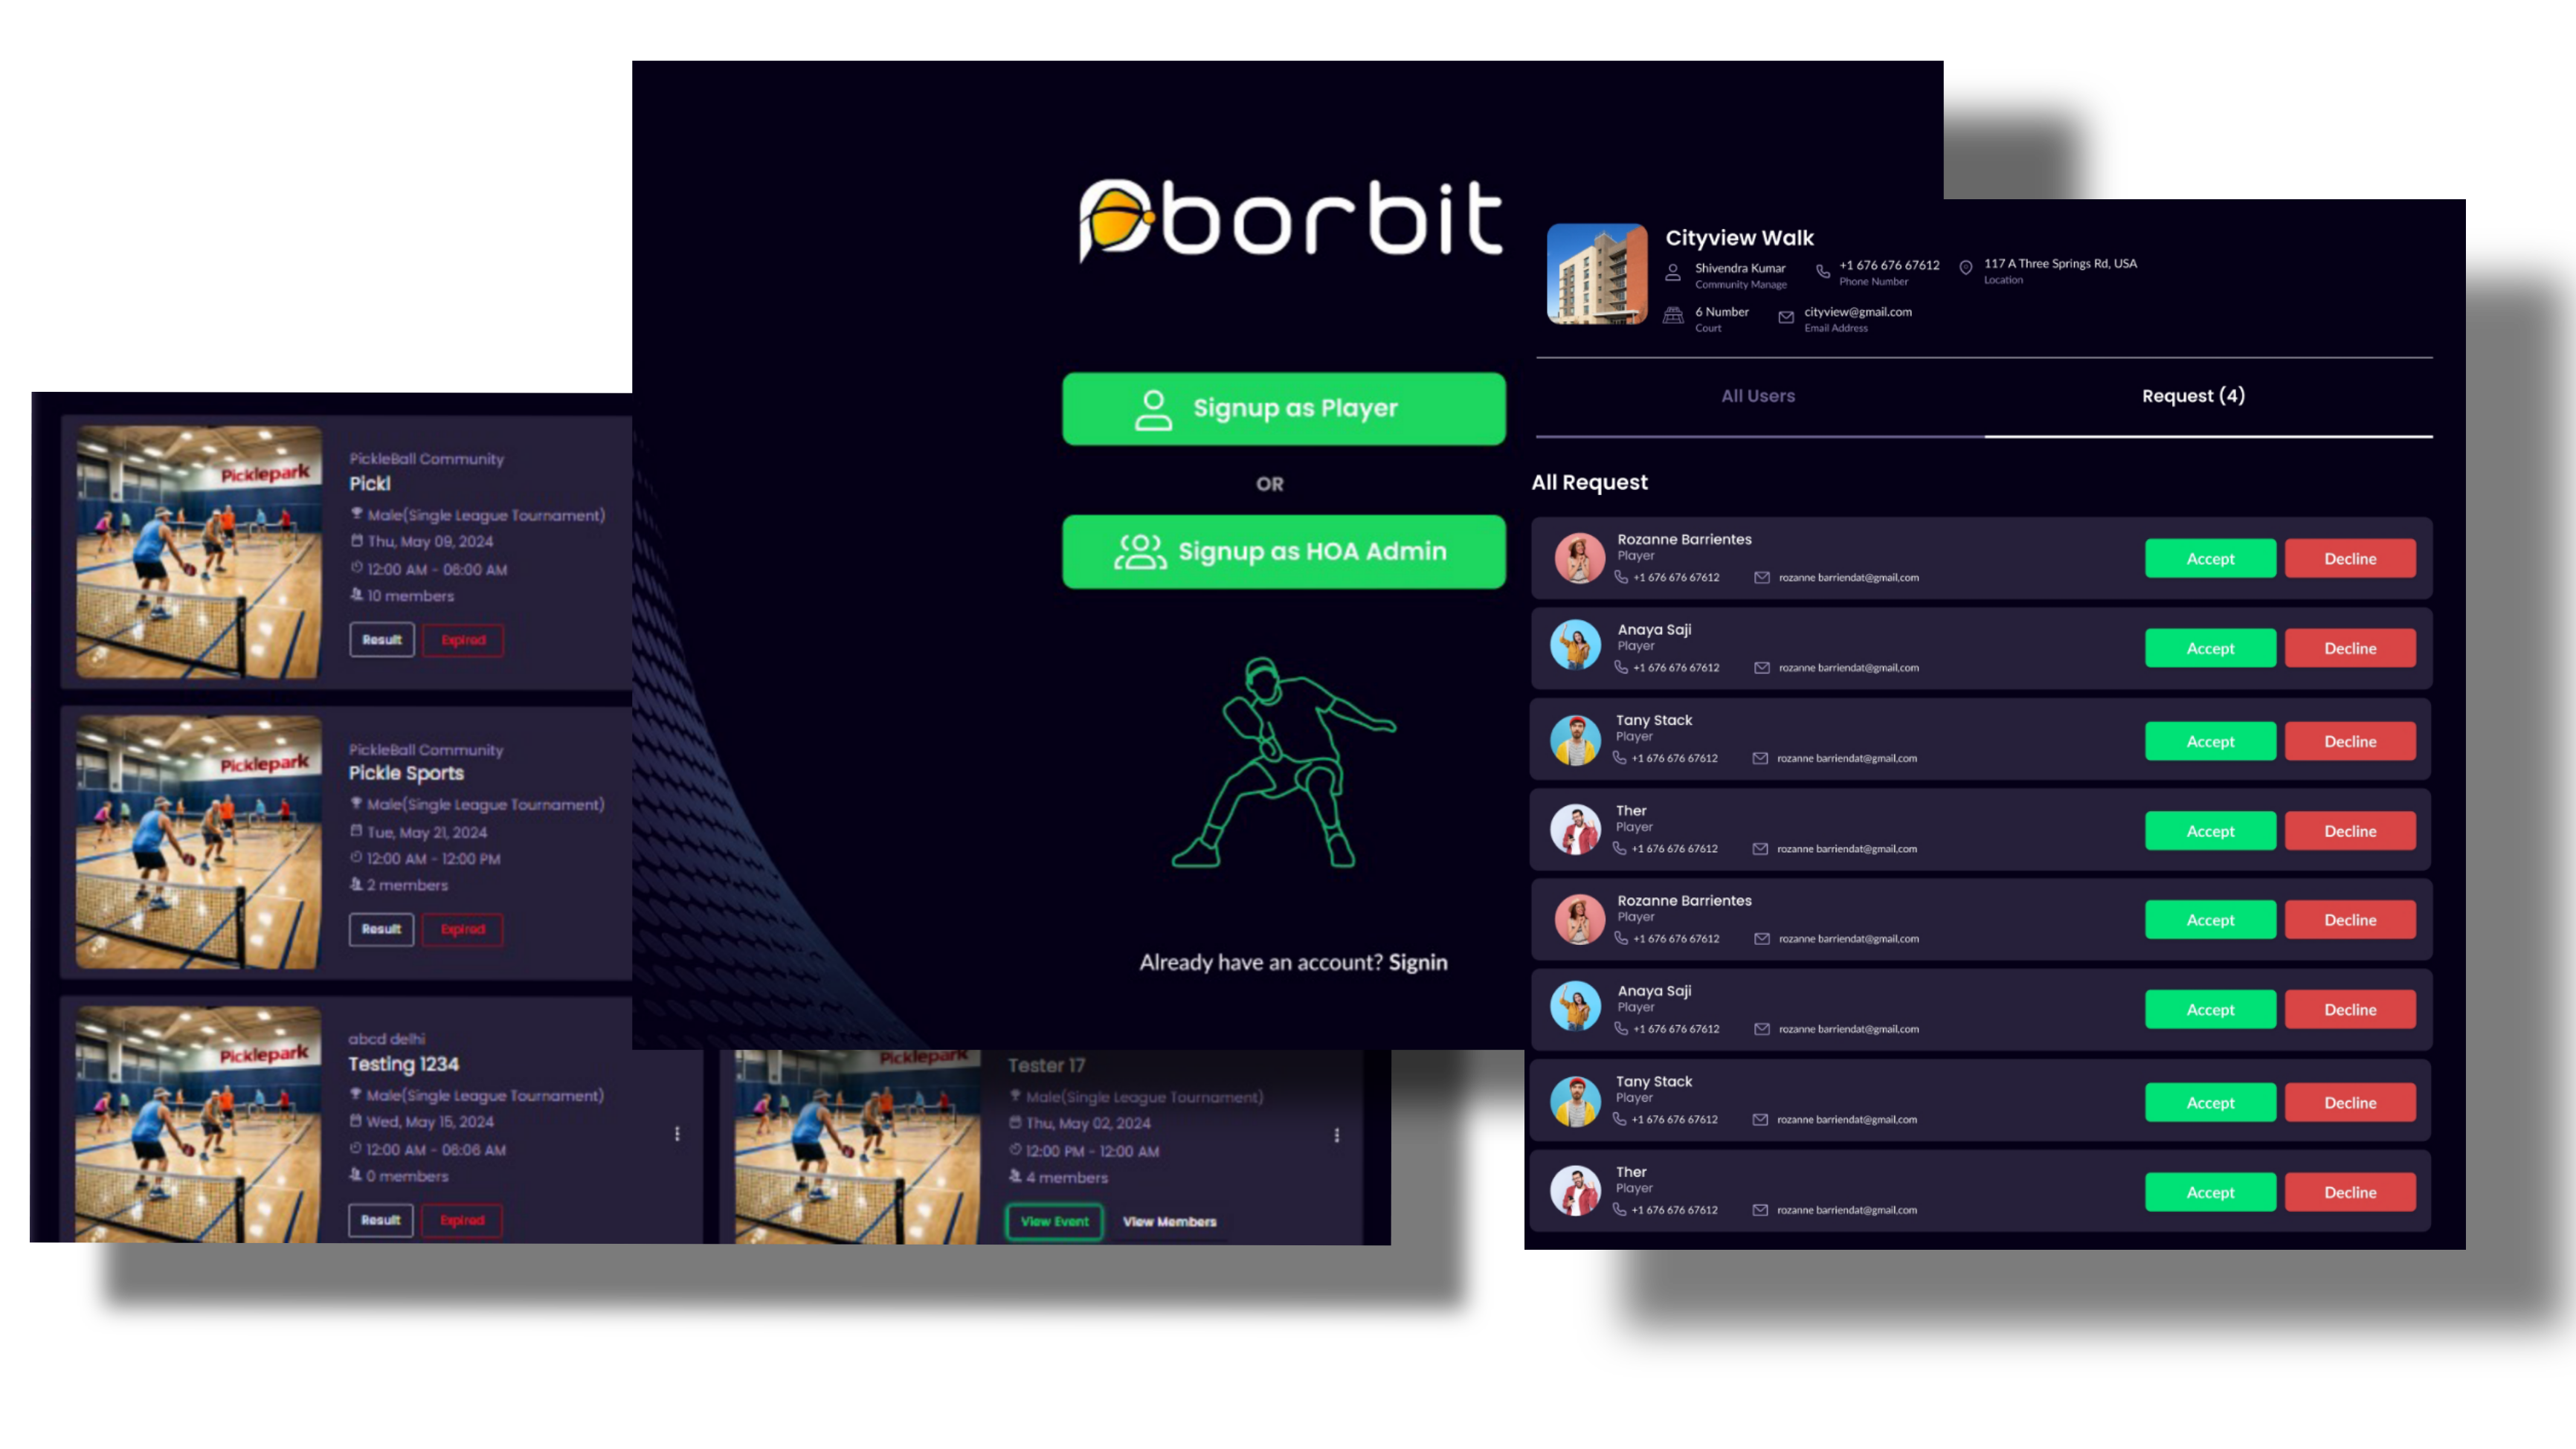 pborbit
Signup as Player
OR
Signup as HOA Admin
Already have an account? Signin
Picklepark
PickleBall Community
Pickl
Male(Single League Tournament)
Thu, May 09, 2024
12:00 AM - 06:00 AM
10 members
Result Expired
Picklepark
PickleBall Community
Pickle Sports
Male(Single League Tournament)
Tue, May 21, 2024
12:00 AM - 12:00 PM
2 members
Result Expired
Picklepark
abcd delhi
Testing 1234
Male(Single League Tournament)
Wed, May 15, 2024
12:00 AM - 06:06 AM
0 members
Result Expired
Picklepark
Tester 17
Male(Single League Tournament)
Thu, May 02, 2024
12:00 PM - 12:00 AM
4 members
View Event View Members
Cityview Walk
Shivendra Kumar
Community Manage
+1 676 676 67612
Phone Number
117 A Three Springs Rd, USA
Location
6 Number
Court
cityview@gmail.com
Email Address
All Users Request (4)
All Request
Rozanne Barrientes
Player
+1 676 676 67612 rozanne barriendat@gmail,com
Accept Decline
Anaya Saji
Player
+1 676 676 67612 rozanne barriendat@gmail,com
Accept Decline
Tany Stack
Player
+1 676 676 67612 rozanne barriendat@gmail,com
Accept Decline
Ther
Player
+1 676 676 67612 rozanne barriendat@gmail,com
Accept Decline
Rozanne Barrientes
Player
+1 676 676 67612 rozanne barriendat@gmail,com
Accept Decline
Anaya Saji
Player
+1 676 676 67612 rozanne barriendat@gmail,com
Accept Decline
Tany Stack
Player
+1 676 676 67612 rozanne barriendat@gmail,com
Accept Decline
Ther
Player
+1 676 676 67612 rozanne barriendat@gmail,com
Accept Decline